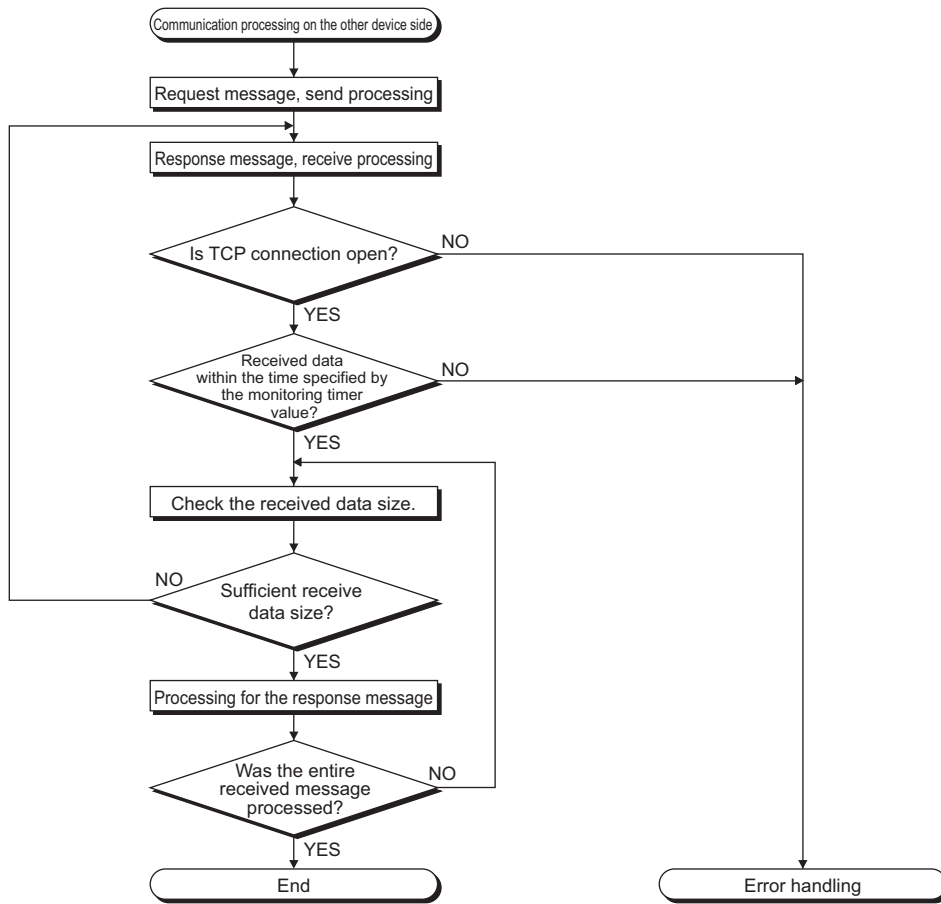 Communication processing on the other device side
Request message, send processing
Response message, receive processing
Is TCP connection open?
NO
YES
Received data
within the time specified by
the monitoring timer
value?
NO
YES
Check the received data size.
NO
Sufficient receive
data size?
YES
Processing for the response message
Was the entire
received message
processed?
NO
YES
End
Error handling